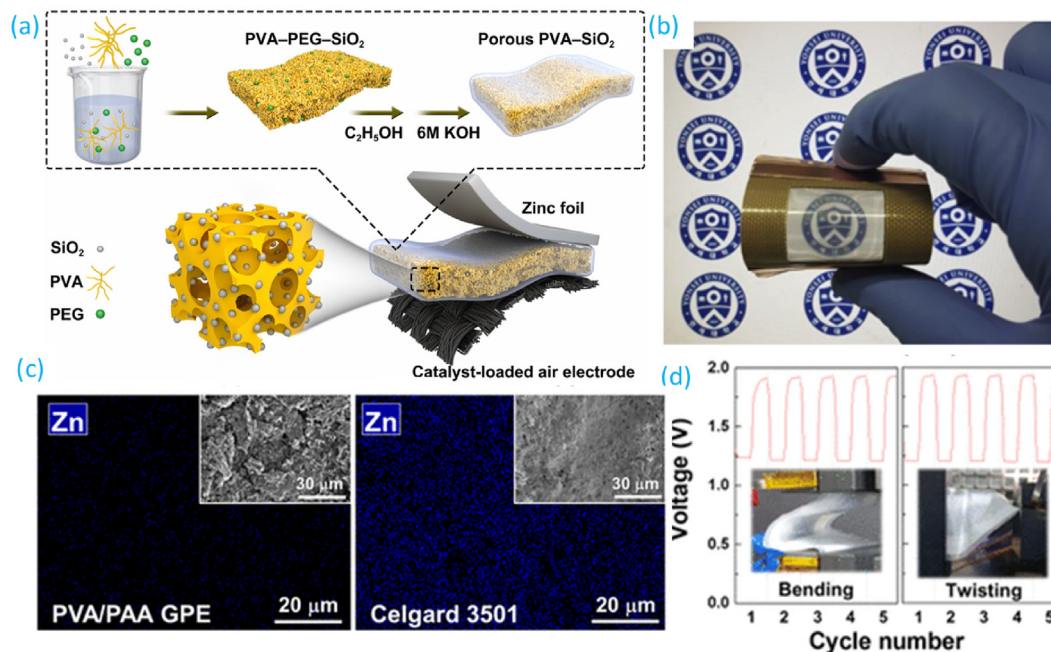 (a)
PVA–PEG–SiO₂
Porous PVA–SiO₂
C₂H₅OH
6M KOH
Zinc foil
SiO₂
PVA
PEG
Catalyst-loaded air electrode
(b)
YONSEI UNIVERSITY
(c)
Zn
30 μm
PVA/PAA GPE
20 μm
Zn
30 μm
Celgard 3501
20 μm
(d)
Voltage (V)
2.0
1.5
1.0
0.5
0.0
Bending
Twisting
1 2 3 4 5
1 2 3 4 5
Cycle number